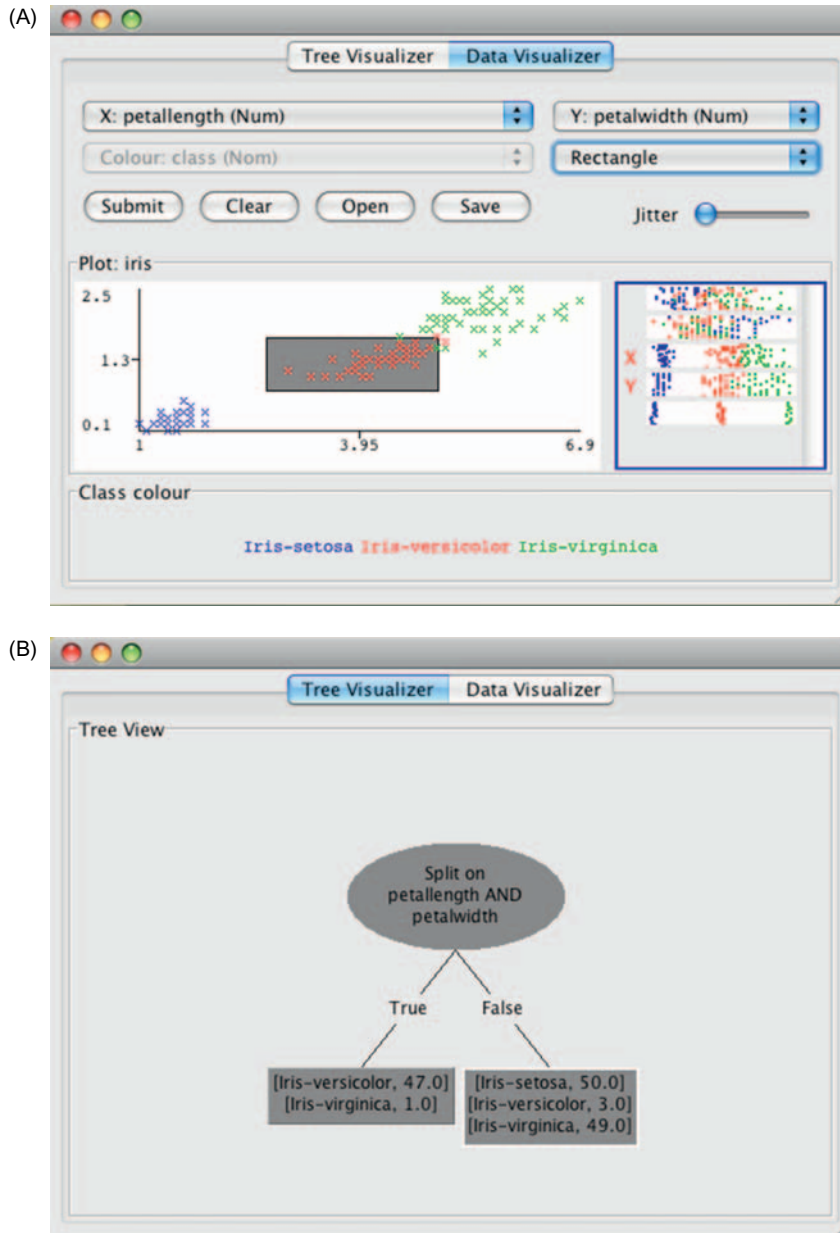 (A)
Tree Visualizer Data Visualizer
X: petallength (Num) Y: petalwidth (Num)
Colour: class (Nom) Rectangle
Submit Clear Open Save Jitter
Plot: iris
2.5
1.3
0.1
1 3.95 6.9
X
Y
Class colour
Iris-setosa Iris-versicolor Iris-virginica
(B)
Tree Visualizer Data Visualizer
Tree View
Split on
petallength AND
petalwidth
True False
[Iris-versicolor, 47.0]
[Iris-virginica, 1.0]
[Iris-setosa, 50.0]
[Iris-versicolor, 3.0]
[Iris-virginica, 49.0]